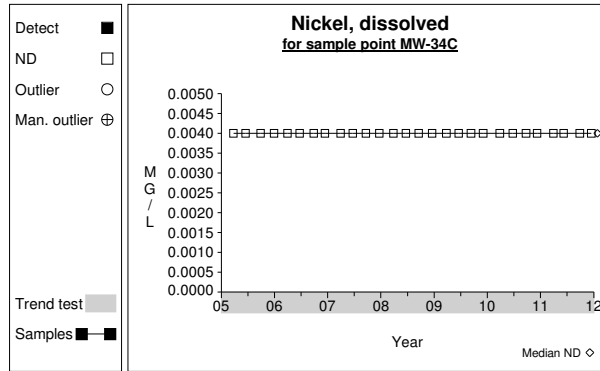 Detect
ND
Outlier
Man. outlier
Trend test
Samples
Nickel, dissolved
for sample point MW-34C
M
G
/
L
0.0050
0.0045
0.0040
0.0035
0.0030
0.0025
0.0020
0.0015
0.0010
0.0005
0.0000
05 06 07 08 09 10 11 12
Year
Median ND